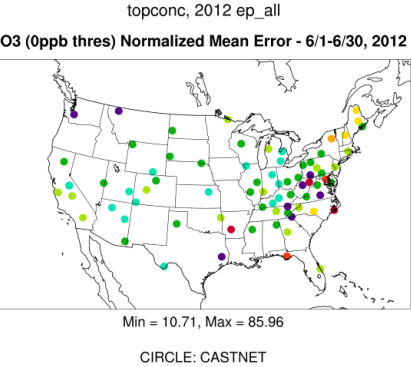 topconc, 2012 ep_all
O3 (0ppb thres) Normalized Mean Error - 6/1-6/30, 2012
Min = 10.71, Max = 85.96
CIRCLE: CASTNET